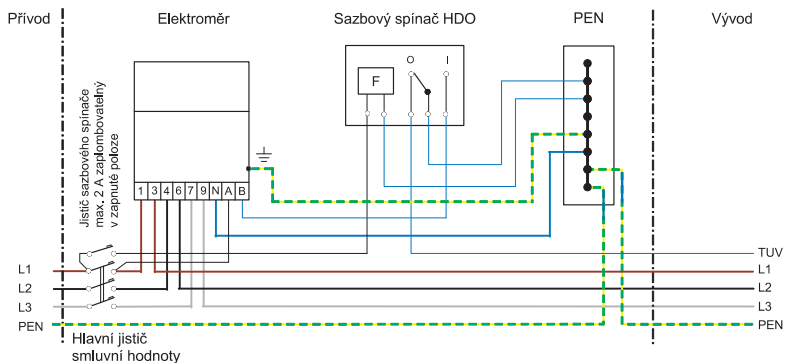 Přívod
Elektroměr
Sazbový spínač HDO
PEN
Vývod
Jistič sazbového spínače
max. 2 A zaplombovatelný
v zapnuté poloze
F
O
I
1 3 4 6 7 9 N A B
L1
L2
L3
PEN
TUV
L1
L2
L3
PEN
Hlavní jistič
smluvní hodnoty